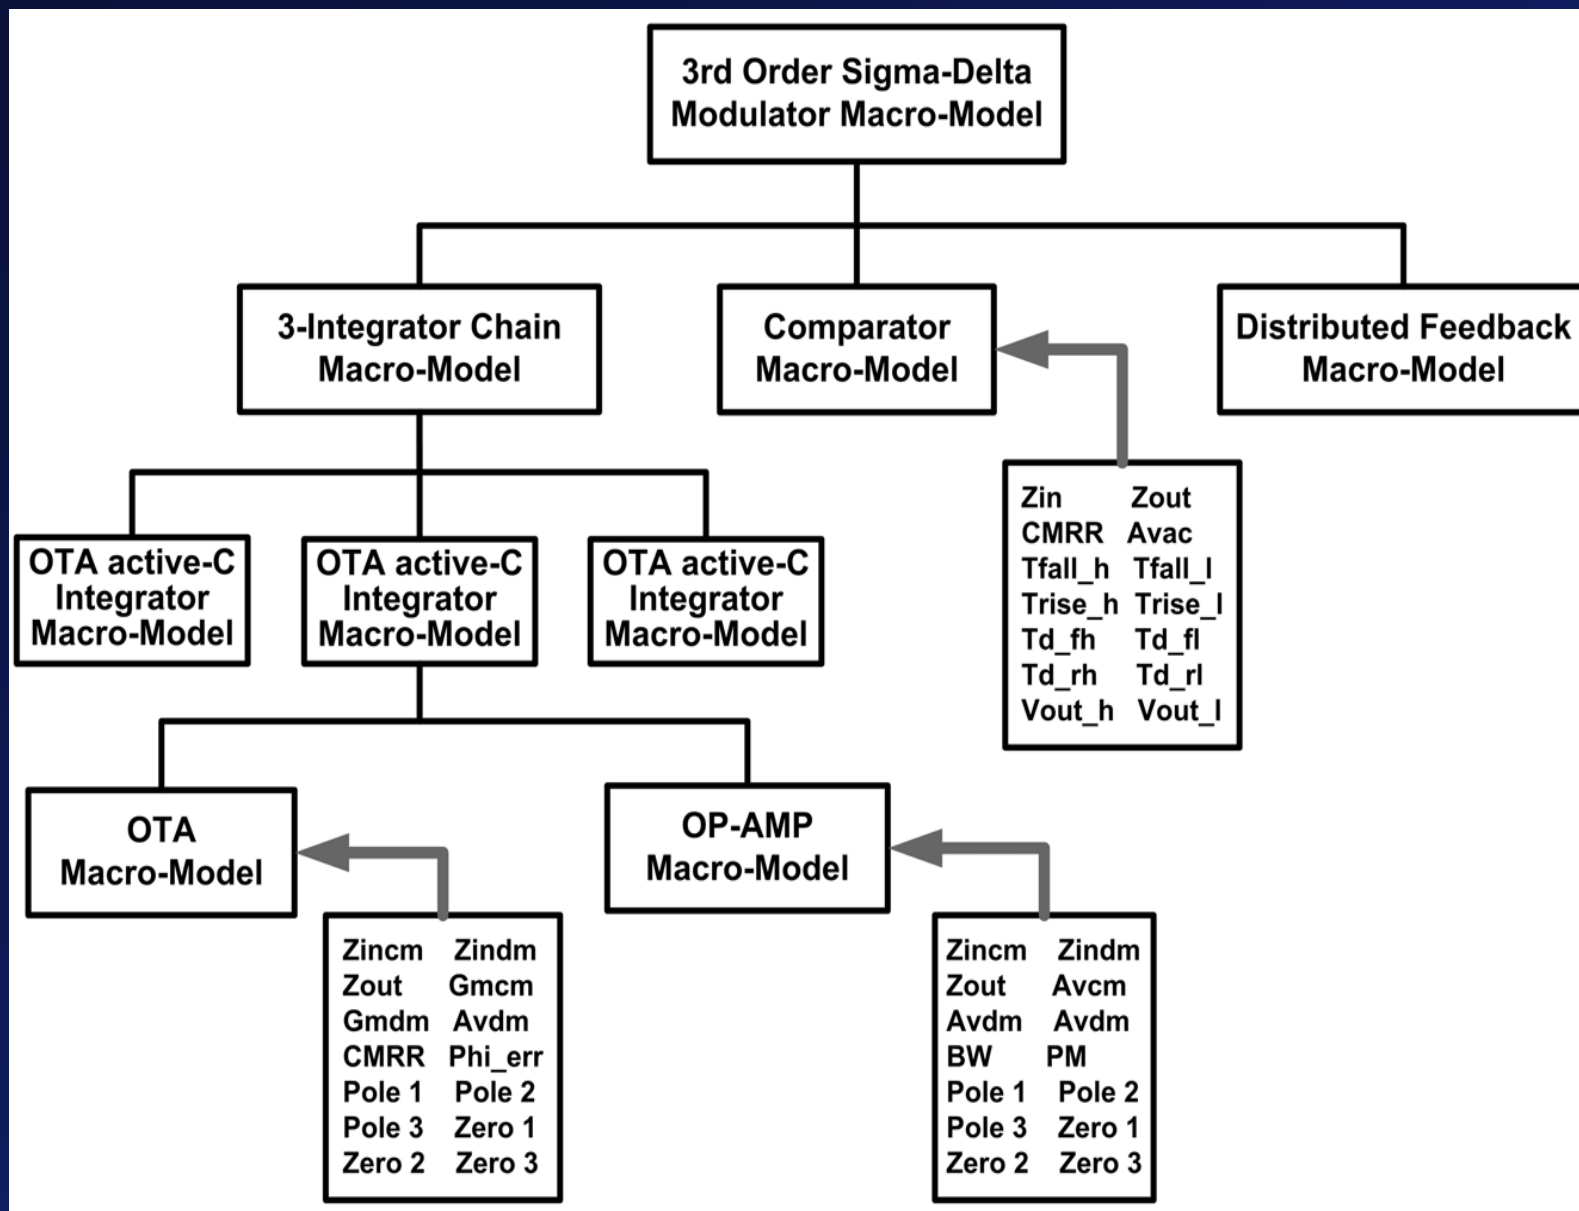 3rd Order Sigma-Delta
Modulator Macro-Model
3-Integrator Chain
Macro-Model
Comparator
Macro-Model
Distributed Feedback
Macro-Model
OTA active-C
Integrator
Macro-Model
OTA active-C
Integrator
Macro-Model
OTA active-C
Integrator
Macro-Model
Zin Zout
CMRR Avac
Tfall_h Tfall_l
Trise_h Trise_l
Td_fh Td_fl
Td_rh Td_rl
Vout_h Vout_l
OTA
Macro-Model
OP-AMP
Macro-Model
Zincm Zindm
Zout Gmcm
Gmdm Avdm
CMRR Phi_err
Pole 1 Pole 2
Pole 3 Zero 1
Zero 2 Zero 3
Zincm Zindm
Zout Avcm
Avdm Avdm
BW PM
Pole 1 Pole 2
Pole 3 Zero 1
Zero 2 Zero 3